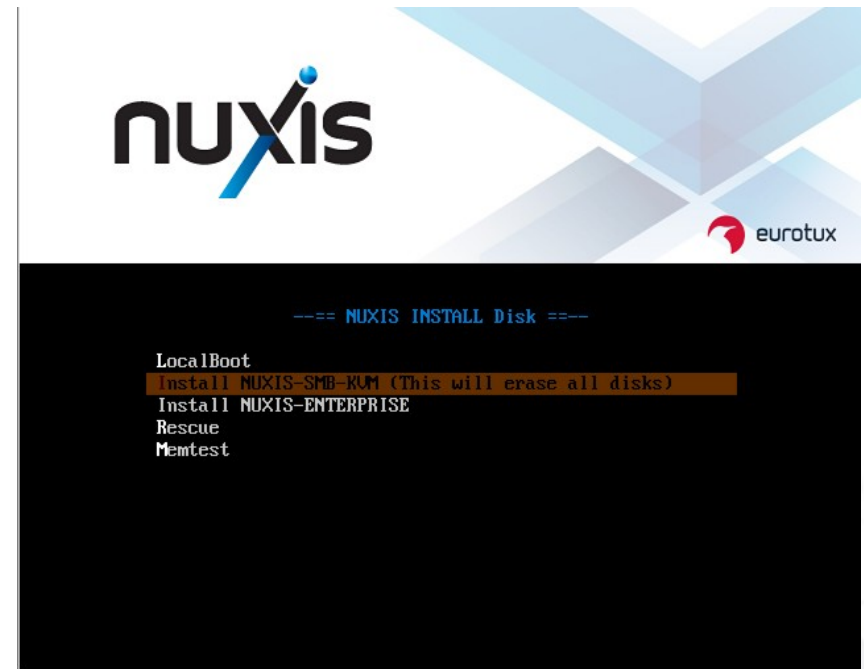 nuxis
eurotux
--== NUXIS INSTALL Disk ==--
LocalBoot
Install NUXIS-SMB-KVM (This will erase all disks)
Install NUXIS-ENTERPRISE
Rescue
Memtest